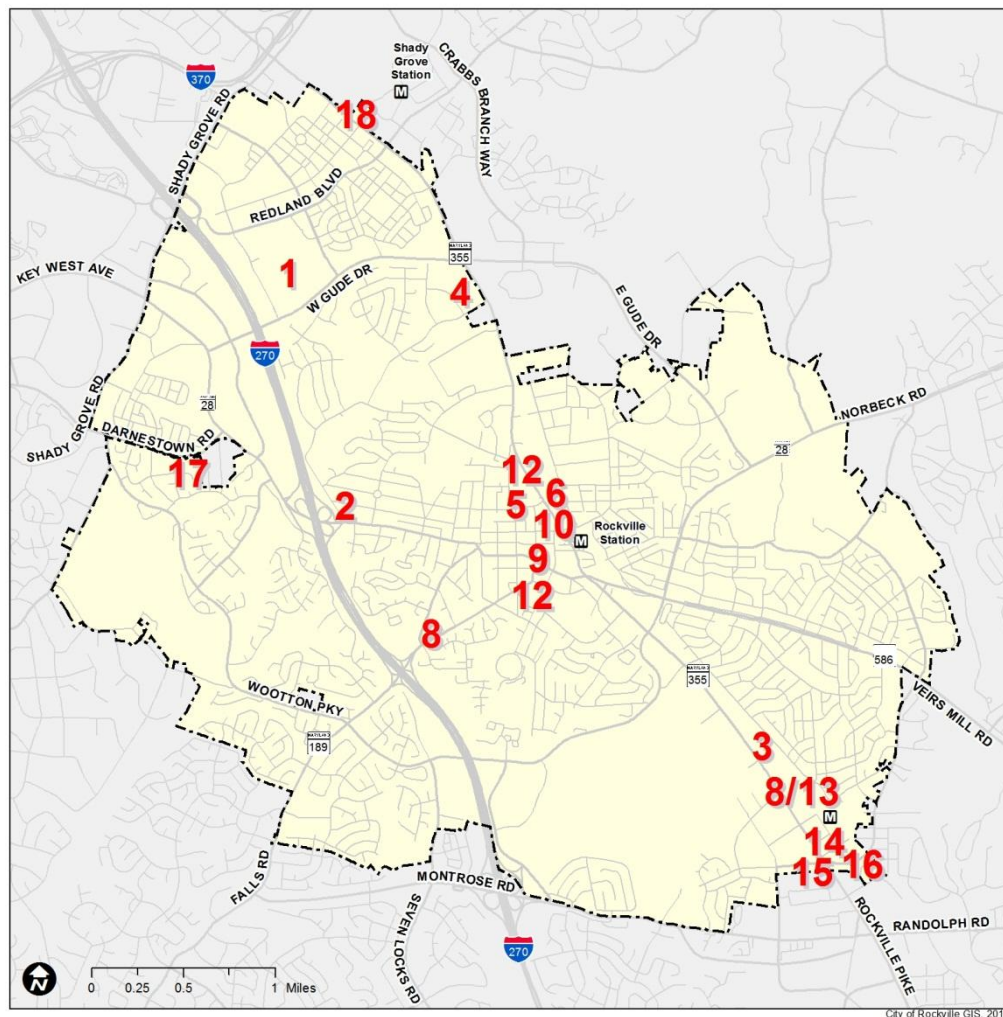 370
Shady
Grove
Station
M
CRABBS BRANCH WAY
18
SHADY GROVE RD
REDLAND BLVD
355
KEY WEST AVE
1
W GUDE DR
4
E GUDE DR
270
28
NORBECK RD
SHADY GROVE RD
DARNESTOWN RD
28
17
2
12
6
5
10
Rockville
Station
M
9
12
8
586
355
VEIRS MILL RD
WOOTTON PKY
189
3
8/13
M
14
15
16
FALLS RD
MONTROSE RD
SEVEN LOCKS RD
ROCKVILLE PIKE
RANDOLPH RD
270
N
0 0.25 0.5 1 Miles
City of Rockville GIS,